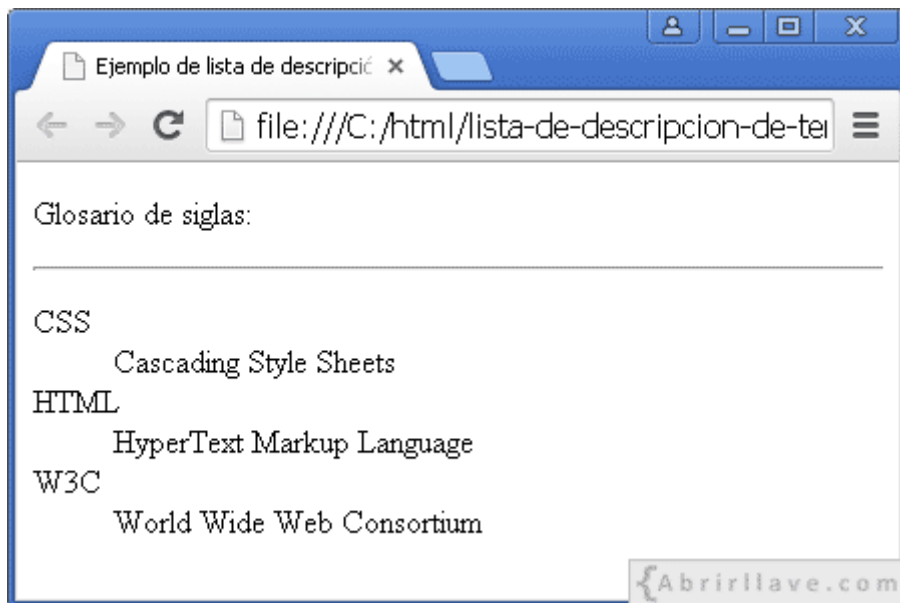 Ejemplo de lista de descripció
file:///C:/html/lista-de-descripcion-de-ter
Glosario de siglas:
CSS
Cascading Style Sheets
HTML
HyperText Markup Language
W3C
World Wide Web Consortium
{Abrirllave.com